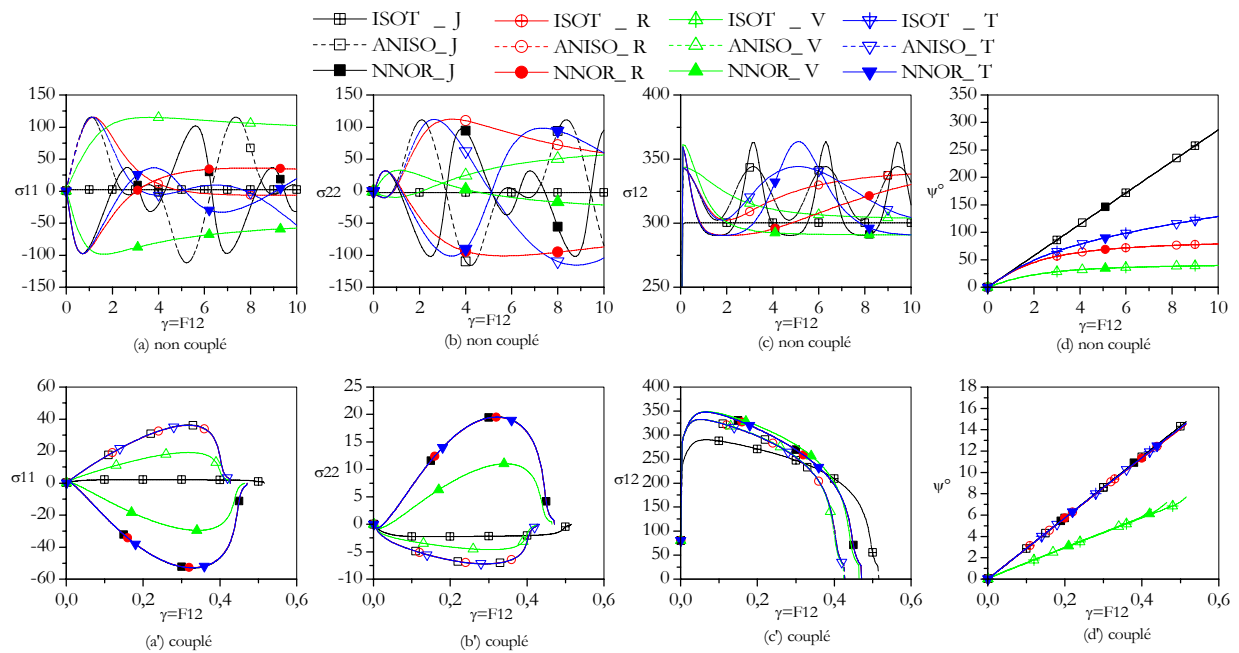 ISOT _ J ISOT _ R ISOT _ V ISOT _ T
ANISO_ J ANISO_ R ANISO_ V ANISO_ T
NNOR_ J NNOR_ R NNOR_ V NNOR_ T
150 150 400 350
100 100 300
50 50 350 250
200
σ11 0 σ22 0 σ12 ψ°
150
-50 -50 300
100
-100 -100 50
-150 -150 250 0
0 2 4 6 8 10 0 2 4 6 8 10 0 2 4 6 8 10 0 2 4 6 8 10
γ=F12 γ=F12 γ=F12 γ=F12
(a) non couplé (b) non couplé (c) non couplé (d) non couplé
60 25 400 18
40 20 350 16
15 300 14
20 250 12
10 10
σ11 0 σ22 5 σ12 200 ψ° 8
-20 0 150 6
100 4
-40 -5 50 2
-60 -10 0 0
0,0 0,2 0,4 0,6 0,0 0,2 0,4 0,6 0,0 0,2 0,4 0,6 0,0 0,2 0,4 0,6
γ=F12 γ=F12 γ=F12 γ=F12
(a') couplé (b') couplé (c') couplé (d') couplé